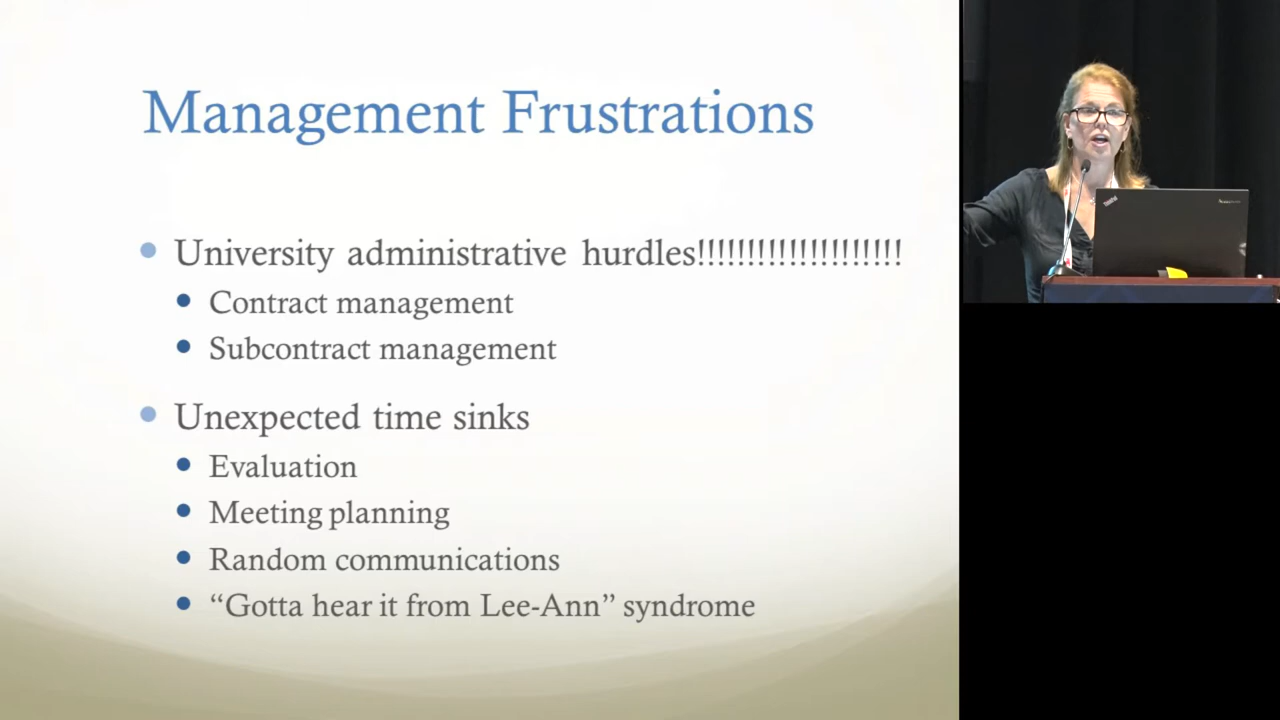 Management Frustrations
University administrative hurdles!!!!!!!!!!!!!!!!!!!!
Contract management
Subcontract management
Unexpected time sinks
Evaluation
Meeting planning
Random communications
“Gotta hear it from Lee-Ann” syndrome
ThinkPad